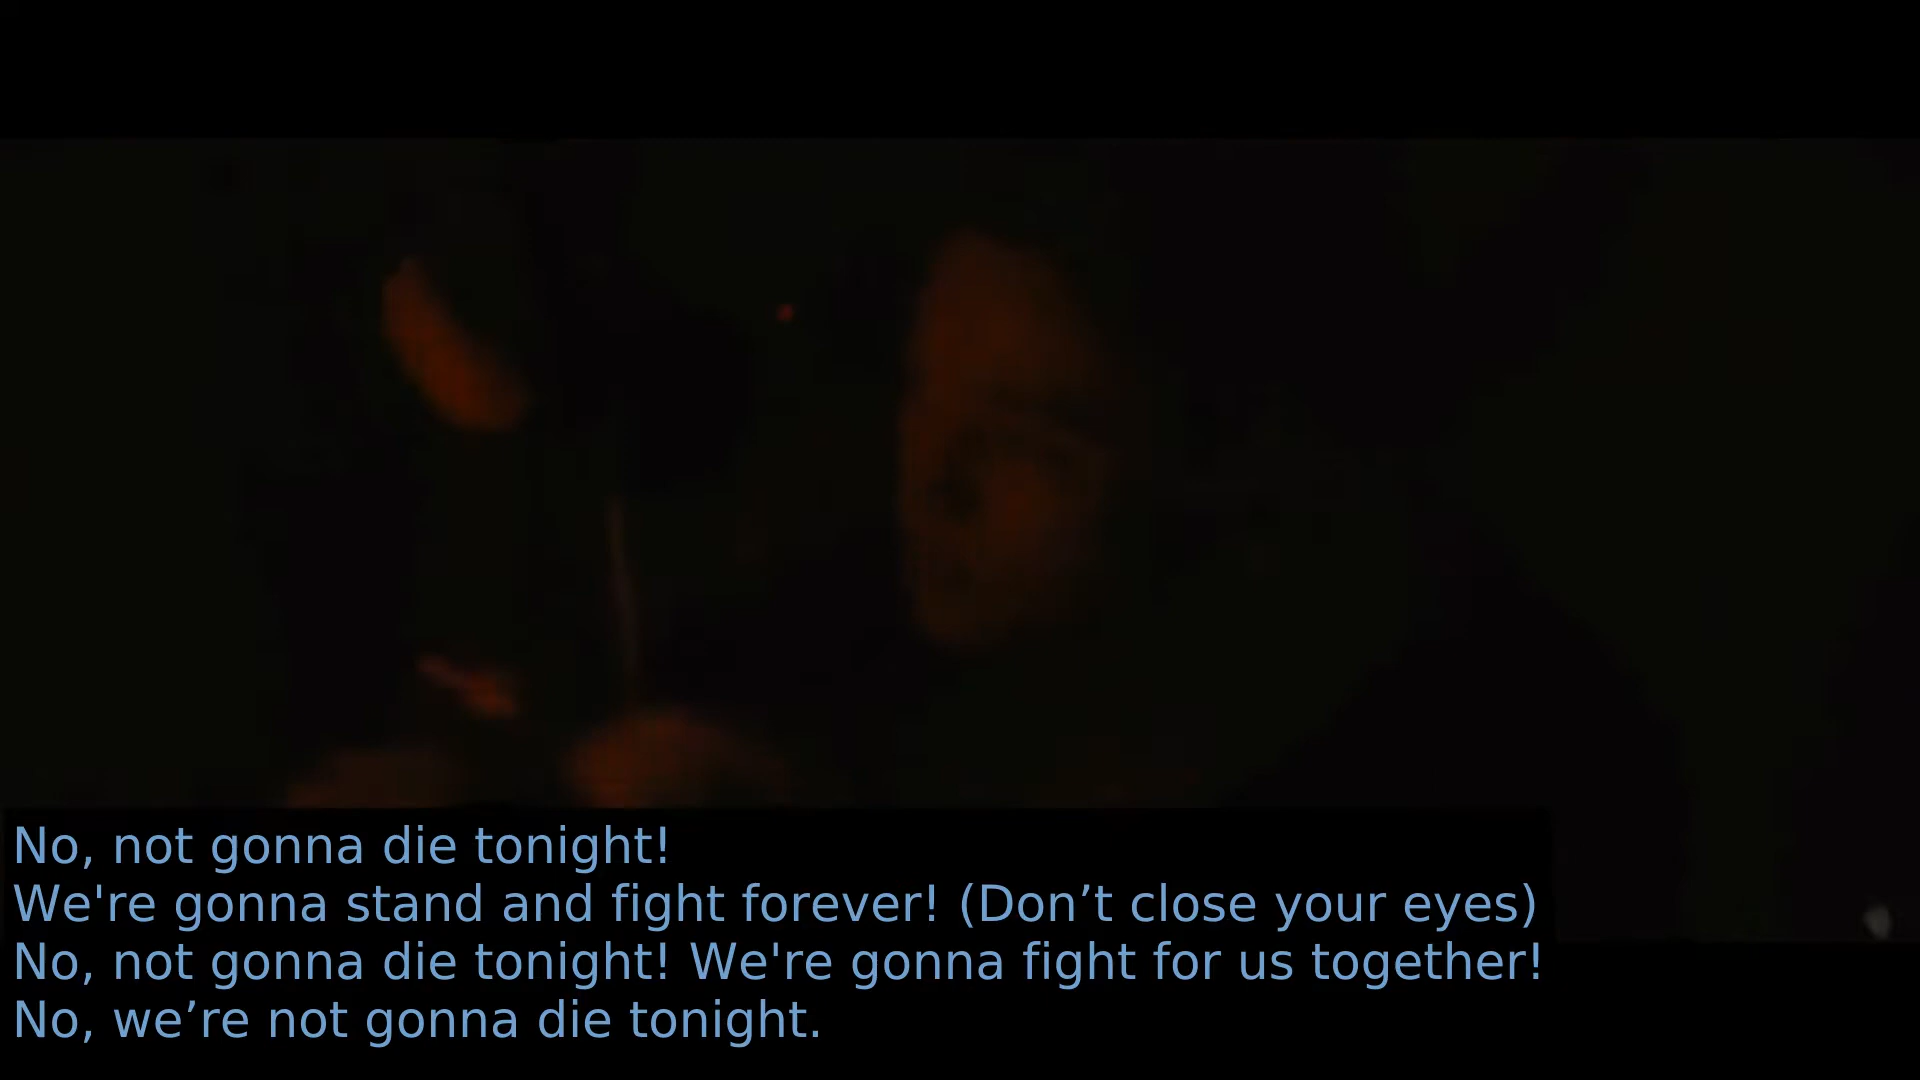 No, not gonna die tonight!
We're gonna stand and fight forever! (Don’t close your eyes)
No, not gonna die tonight! We're gonna fight for us together!
No, we’re not gonna die tonight.